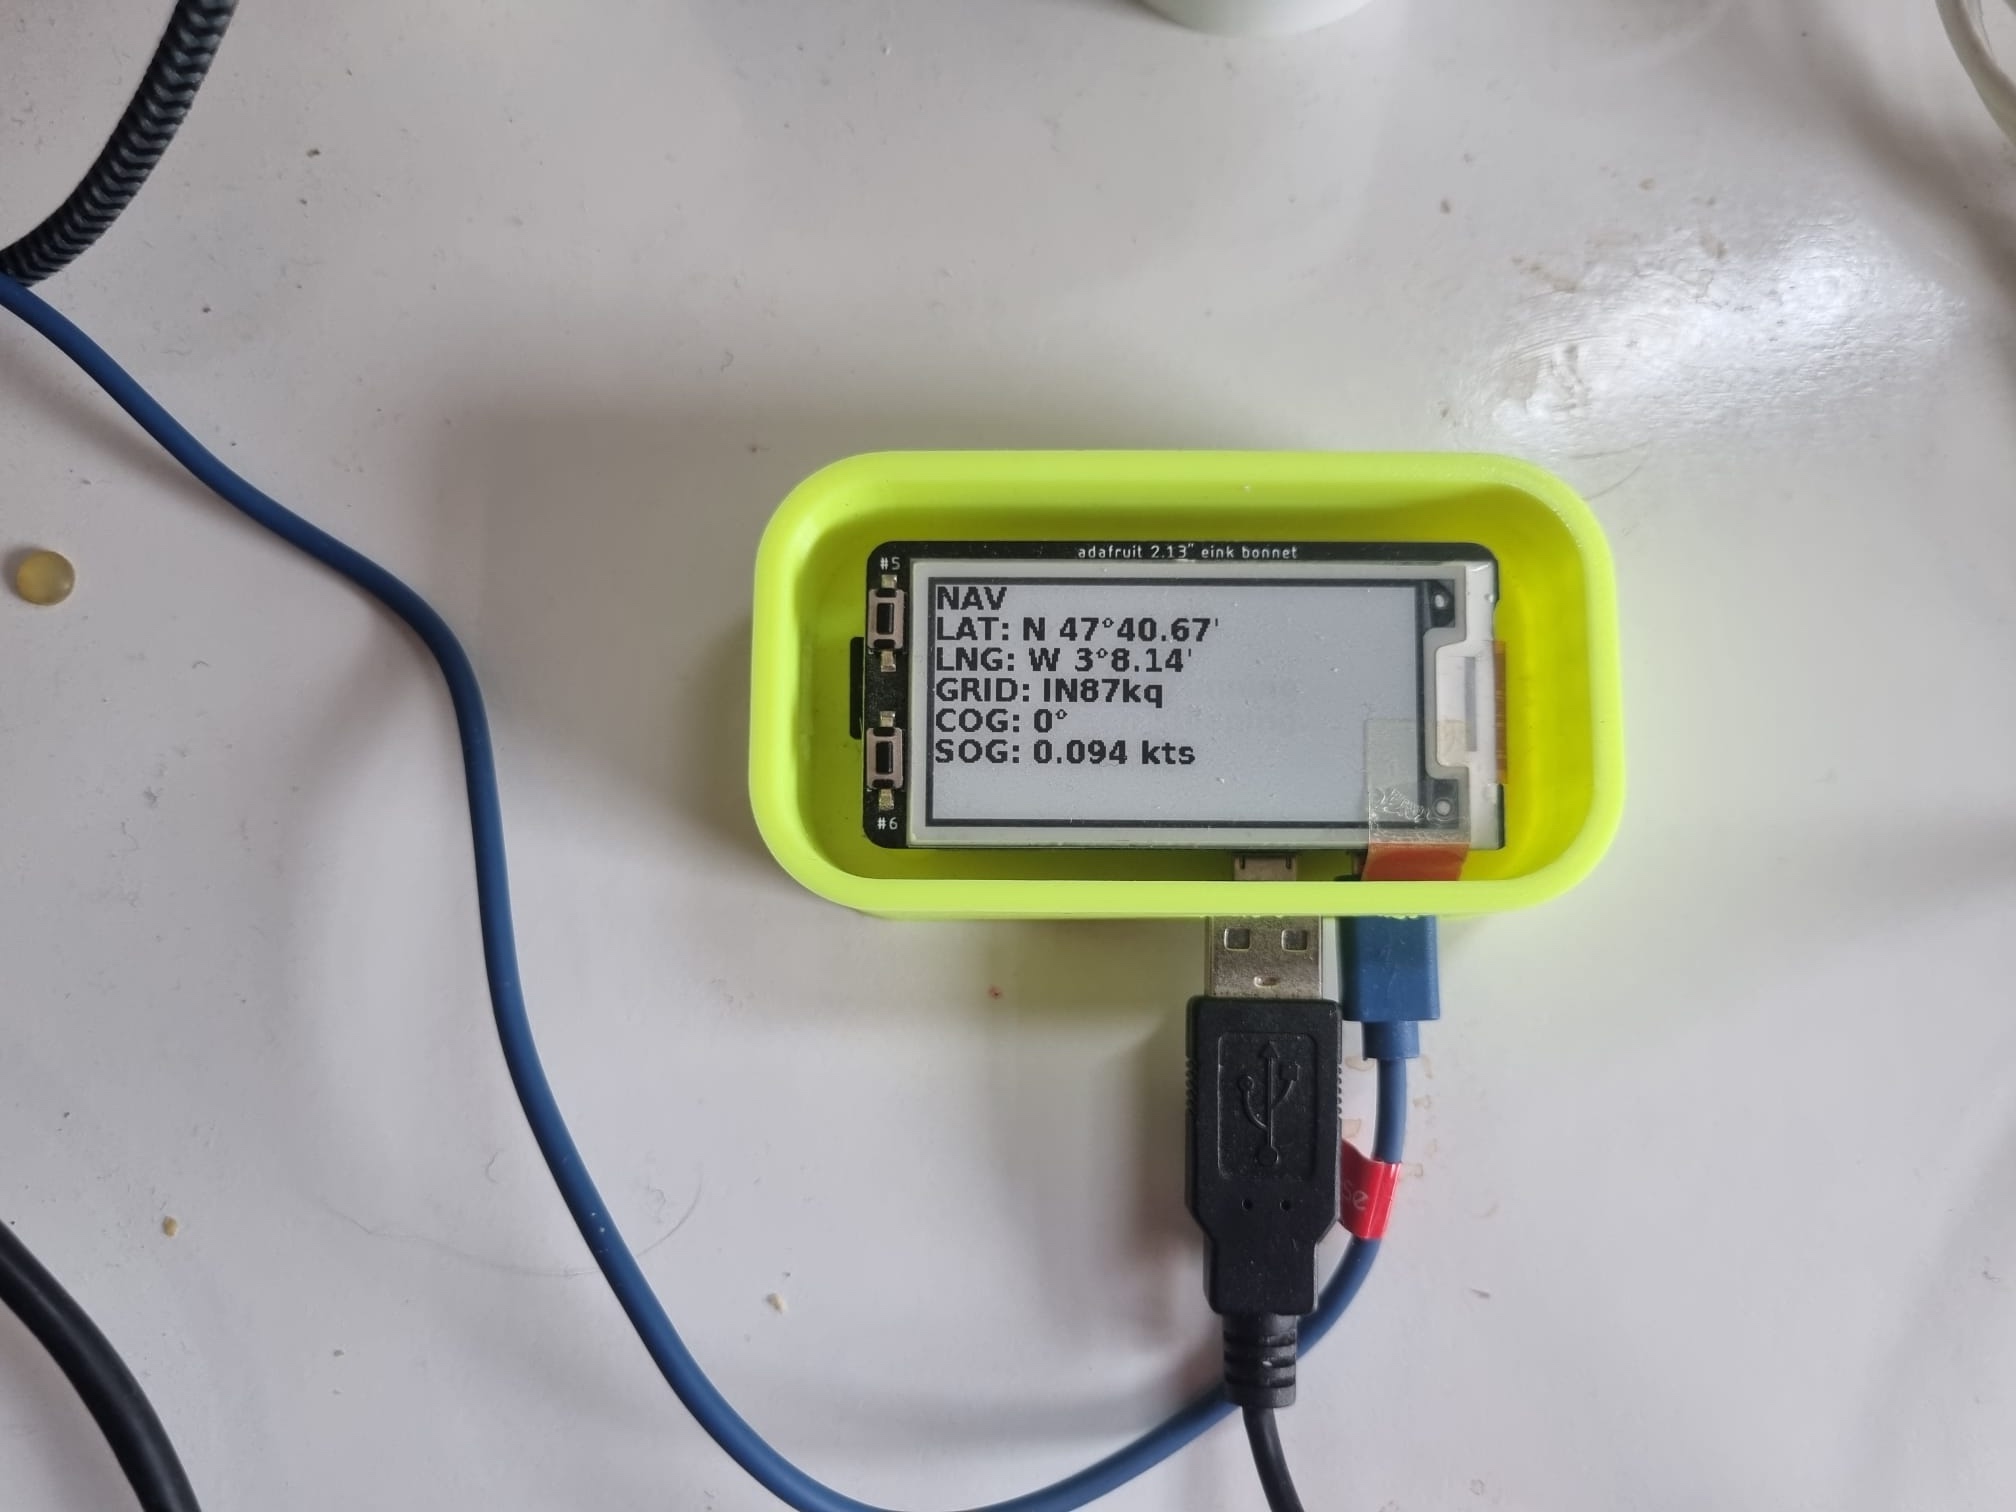 adafruit 2.13" eink bonnet
#5
NAV
LAT: N 47°40.67'
LNG: W 3°8.14'
GRID: IN87kq
COG: 0°
SOG: 0.094 kts
#6
se